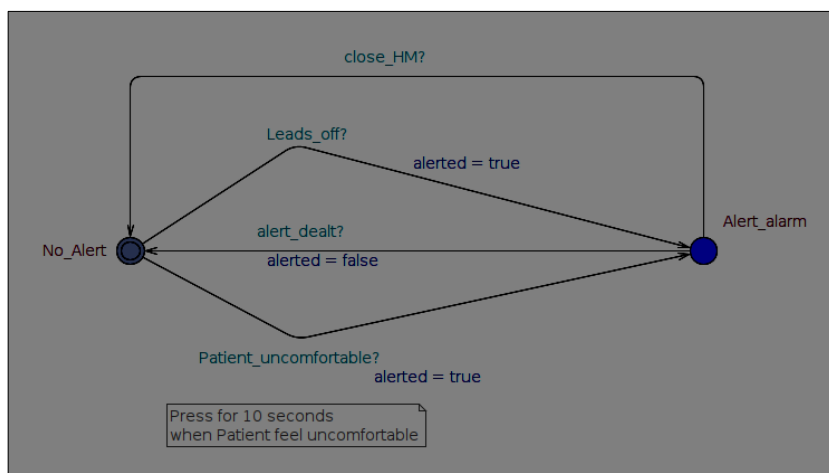 close_HM?
Leads_off?
alerted = true
Alert_alarm
alert_dealt?
No_Alert
alerted = false
Patient_uncomfortable?
alerted = true
Press for 10 seconds
when Patient feel uncomfortable